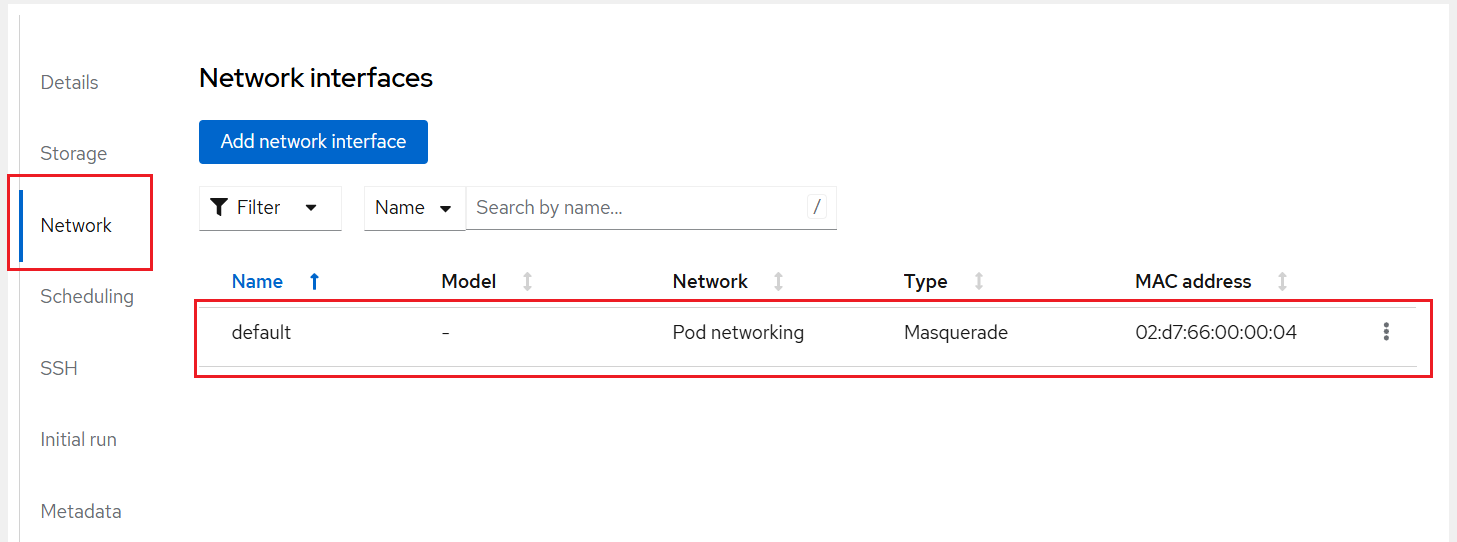 Details
Storage
Network
Scheduling
SSH
Initial run
Metadata
Network interfaces
Add network interface
Filter Name Search by name... /
Name Model Network Type MAC address
default - Pod networking Masquerade 02:d7:66:00:00:04